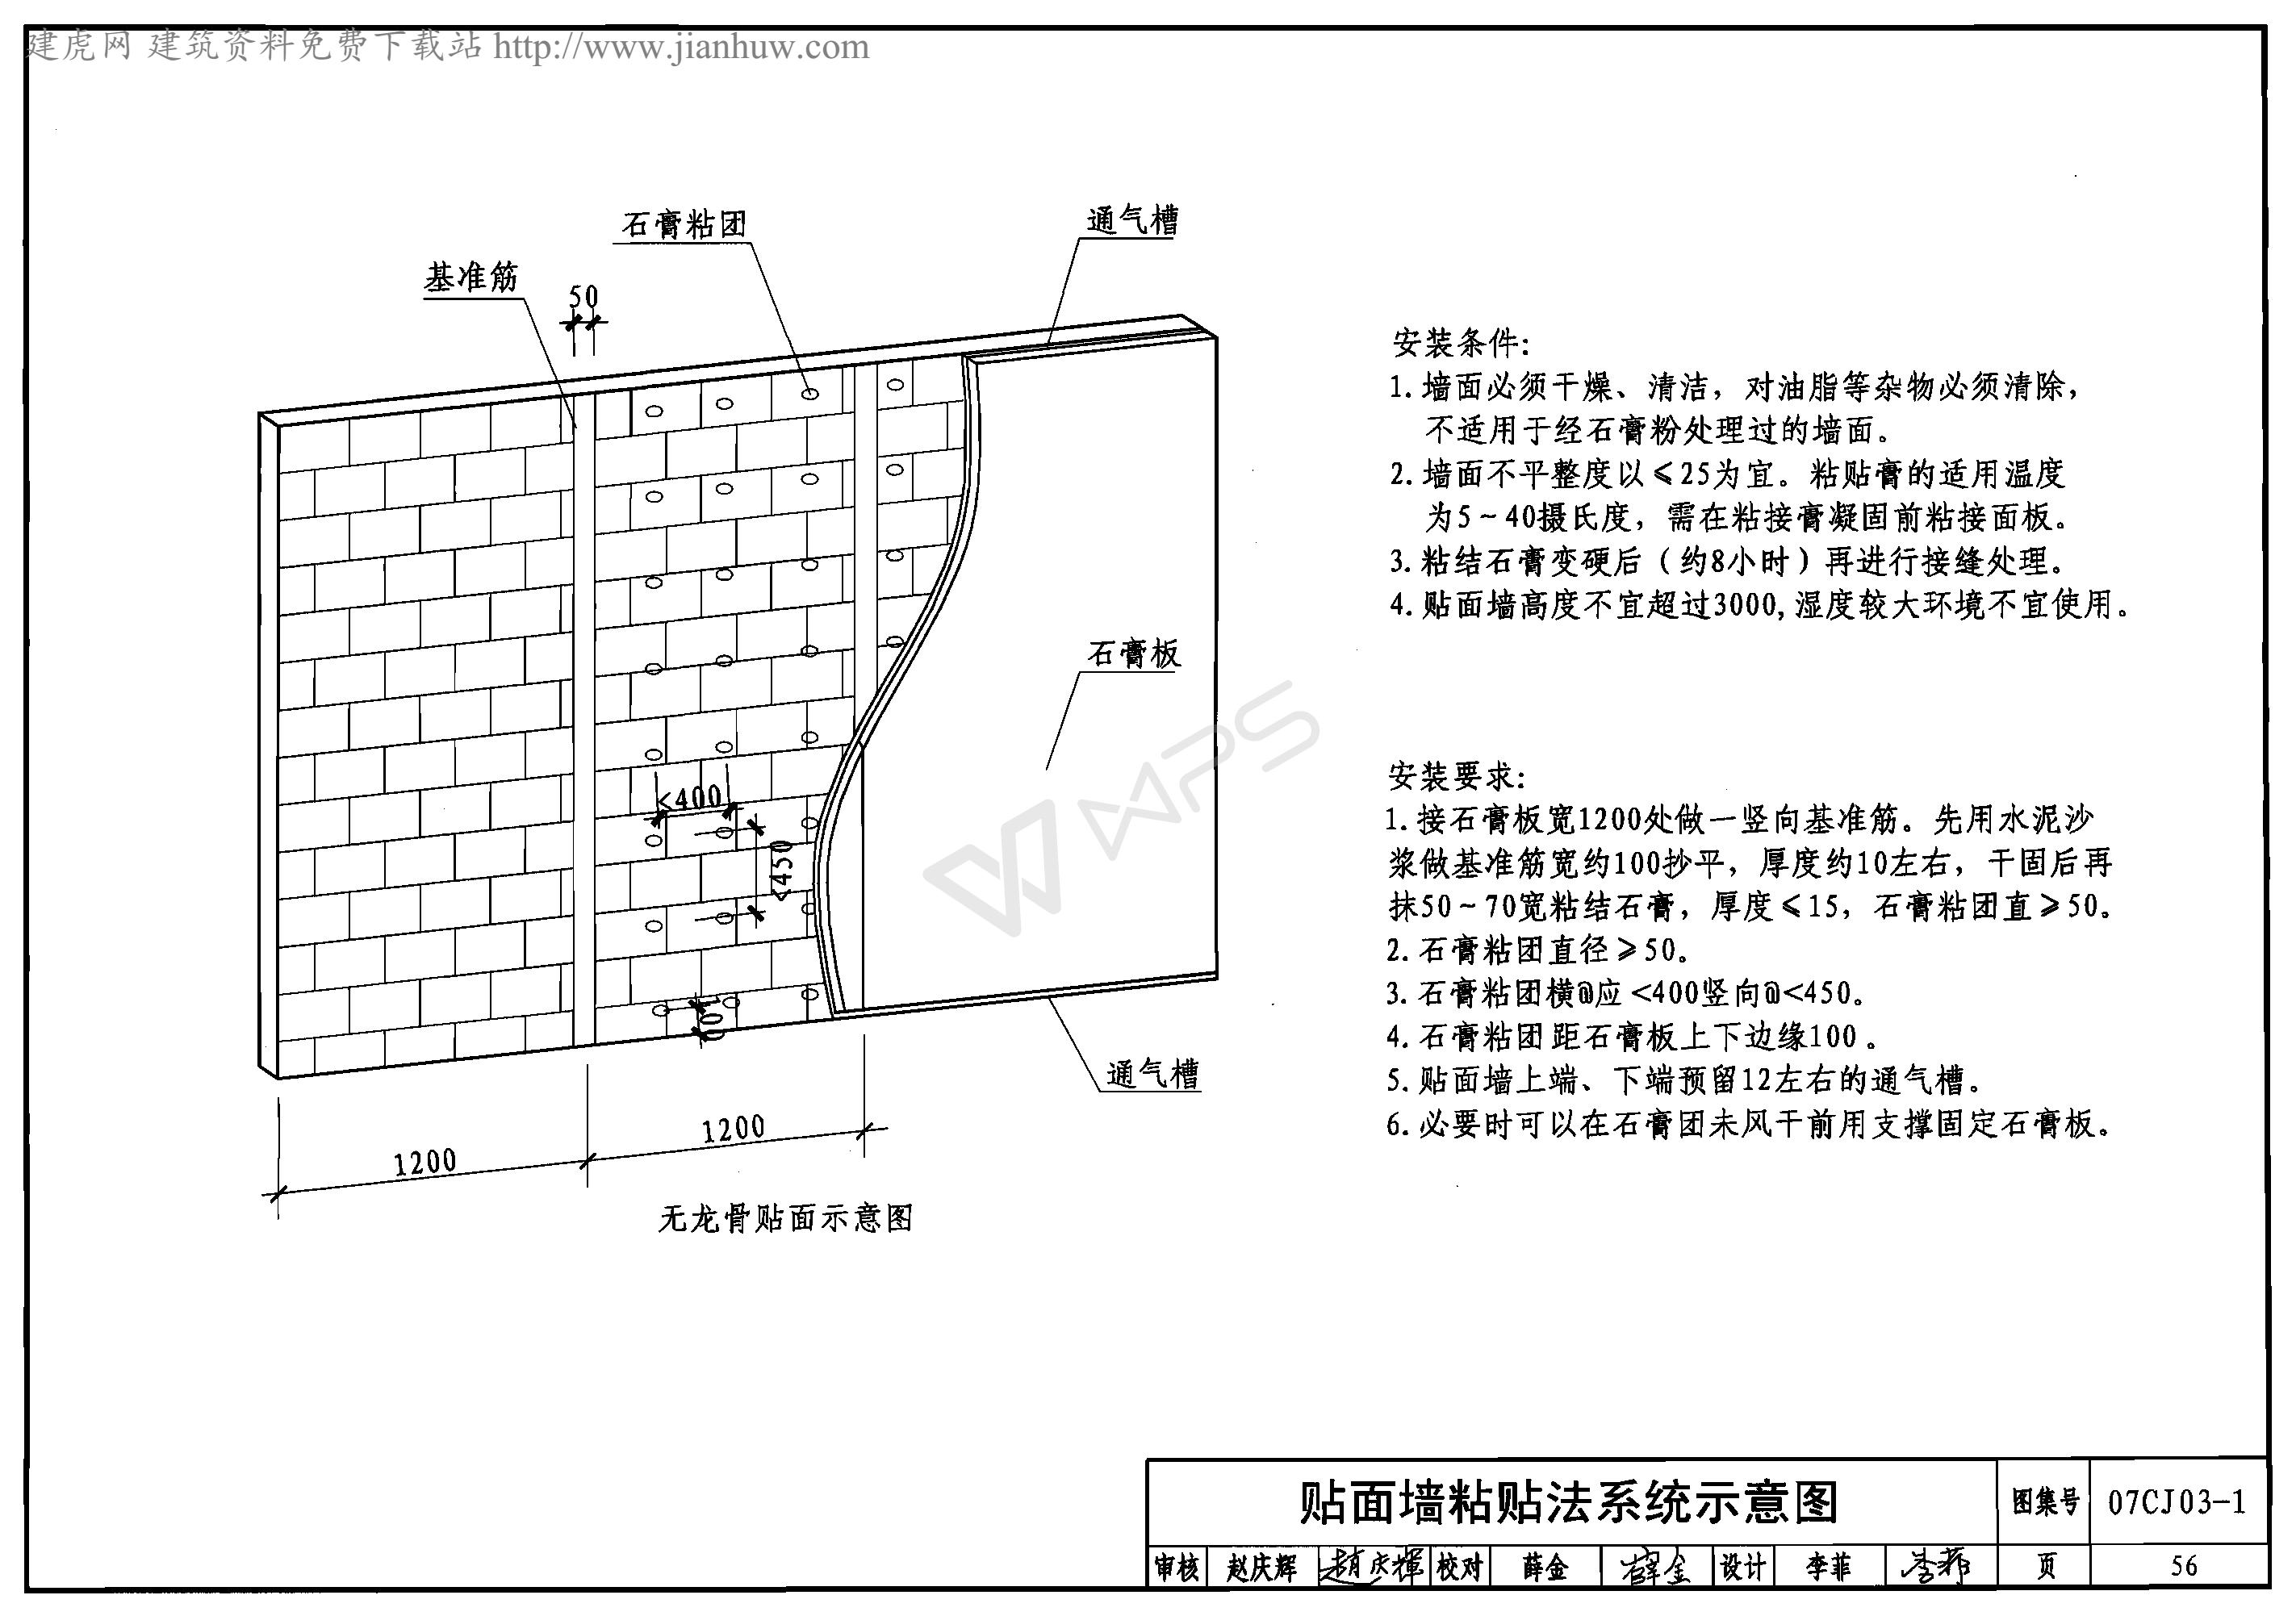 建虎网 建筑资料免费下载站 http://www.jianhuw.com
石膏粘团
通气槽
基准筋
50
石膏板
<400
<450
100
通气槽
1200
1200
无龙骨贴面示意图
安装条件:
1. 墙面必须干燥、清洁，对油脂等杂物必须清除，
不适用于经石膏粉处理过的墙面。
2. 墙面不平整度以≤25为宜。粘贴膏的适用温度
为5～40摄氏度，需在粘接膏凝固前粘接面板。
3. 粘结石膏变硬后（约8小时）再进行接缝处理。
4. 贴面墙高度不宜超过3000,湿度较大环境不宜使用。
安装要求:
1. 接石膏板宽1200处做一竖向基准筋。先用水泥沙
浆做基准筋宽约100抄平，厚度约10左右，干固后再
抹50～70宽粘结石膏，厚度≤15，石膏粘团直≥50。
2. 石膏粘团直径≥50。
3. 石膏粘团横@应<400竖向@<450。
4. 石膏粘团距石膏板上下边缘100。
5. 贴面墙上端、下端预留12左右的通气槽。
6. 必要时可以在石膏团未风干前用支撑固定石膏板。
WPS
贴面墙粘贴法系统示意图 图集号 07CJ03-1
审核 赵庆辉 赵庆辉 校对 薛金 薛金 设计 李菲 李菲 页 56